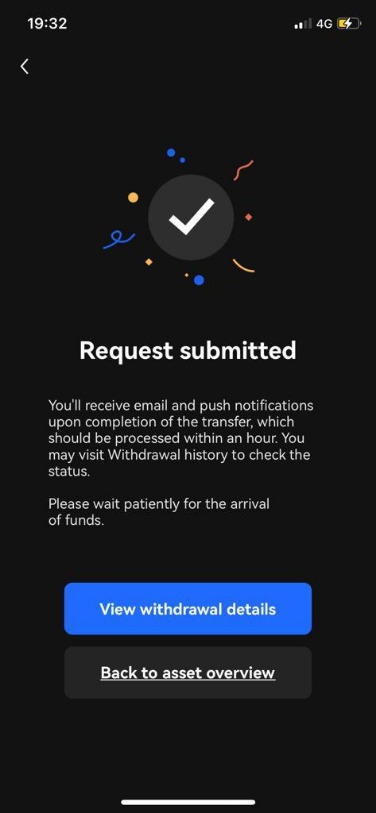 19:32
4G
Request submitted
You'll receive email and push notifications
upon completion of the transfer, which
should be processed within an hour. You
may visit Withdrawal history to check the
status.
Please wait patiently for the arrival
of funds.
View withdrawal details
Back to asset overview